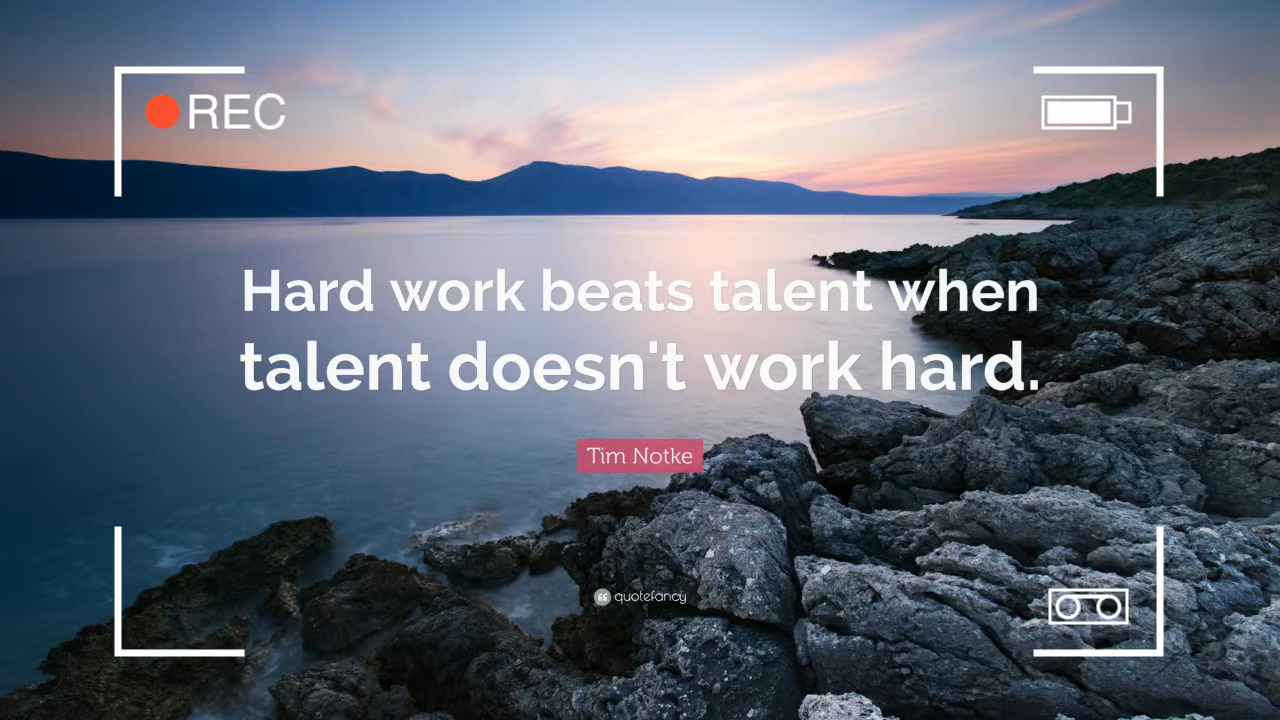 REC
Hard work beats talent when
talent doesn't work hard.
Tim Notke
quotefancy